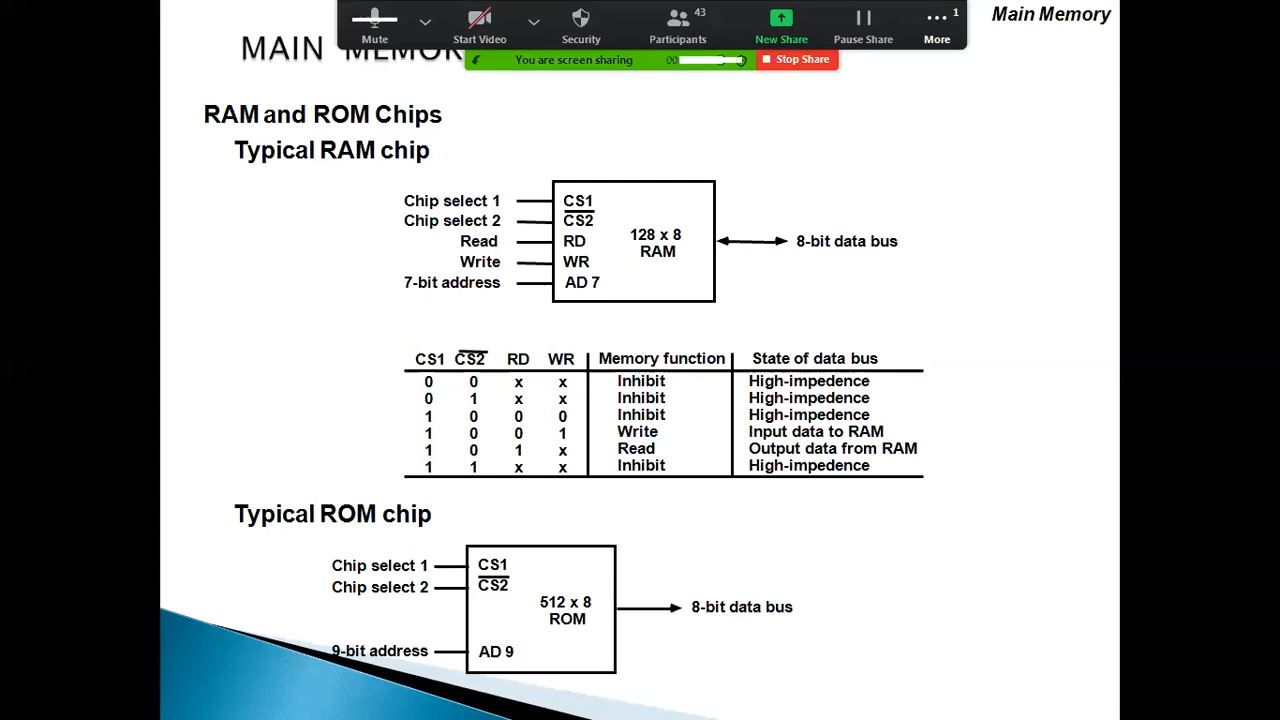 Mute
Start Video
Security
Participants
43
New Share
Pause Share
More
1
Main Memory
You are screen sharing
Stop Share
MAIN MEMOR
RAM and ROM Chips
Typical RAM chip
Chip select 1 CS1
Chip select 2 CS2
Read RD
Write WR
7-bit address AD 7
128 x 8
RAM
8-bit data bus
CS1 CS2 RD WR Memory function State of data bus
0 0 x x Inhibit High-impedence
0 1 x x Inhibit High-impedence
1 0 0 0 Inhibit High-impedence
1 0 0 1 Write Input data to RAM
1 0 1 x Read Output data from RAM
1 1 x x Inhibit High-impedence
Typical ROM chip
Chip select 1 CS1
Chip select 2 CS2
512 x 8
ROM
8-bit data bus
9-bit address AD 9